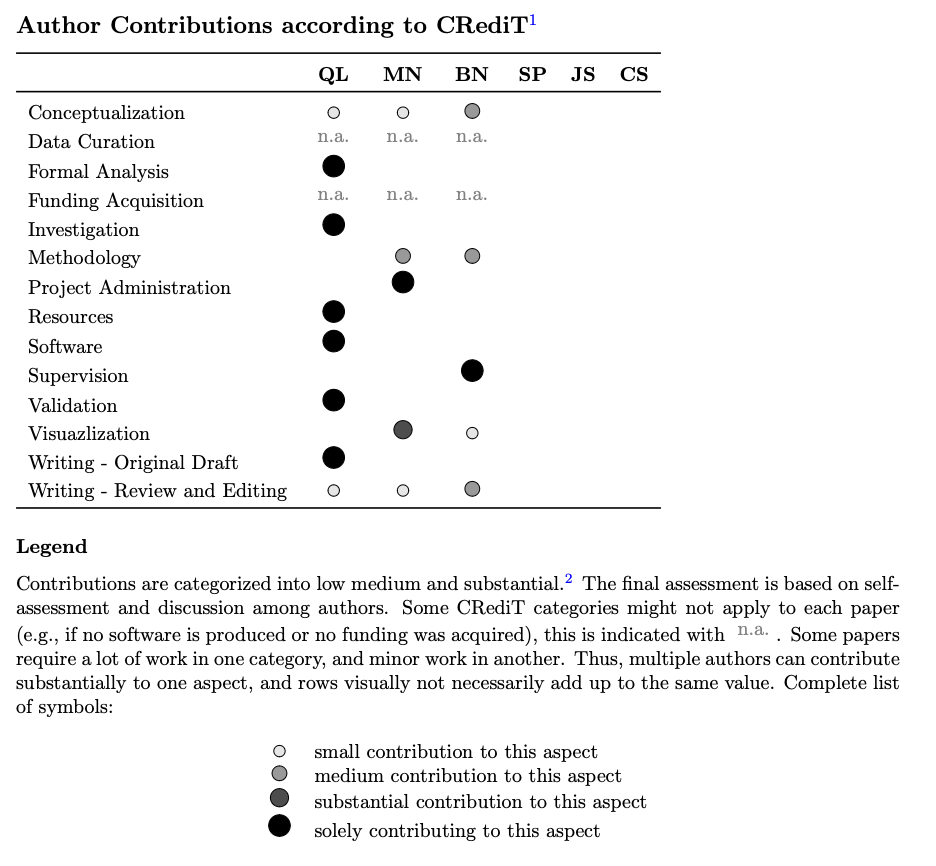 Author Contributions according to CRediT1
QL MN BN SP JS CS
Conceptualization
Data Curation n.a. n.a. n.a.
Formal Analysis
Funding Acquisition n.a. n.a. n.a.
Investigation
Methodology
Project Administration
Resources
Software
Supervision
Validation
Visuazlization
Writing - Original Draft
Writing - Review and Editing
Legend
Contributions are categorized into low medium and substantial.2 The final assessment is based on self-
assessment and discussion among authors. Some CRediT categories might not apply to each paper
(e.g., if no software is produced or no funding was acquired), this is indicated with n.a. . Some papers
require a lot of work in one category, and minor work in another. Thus, multiple authors can contribute
substantially to one aspect, and rows visually not necessarily add up to the same value. Complete list
of symbols:
small contribution to this aspect
medium contribution to this aspect
substantial contribution to this aspect
solely contributing to this aspect